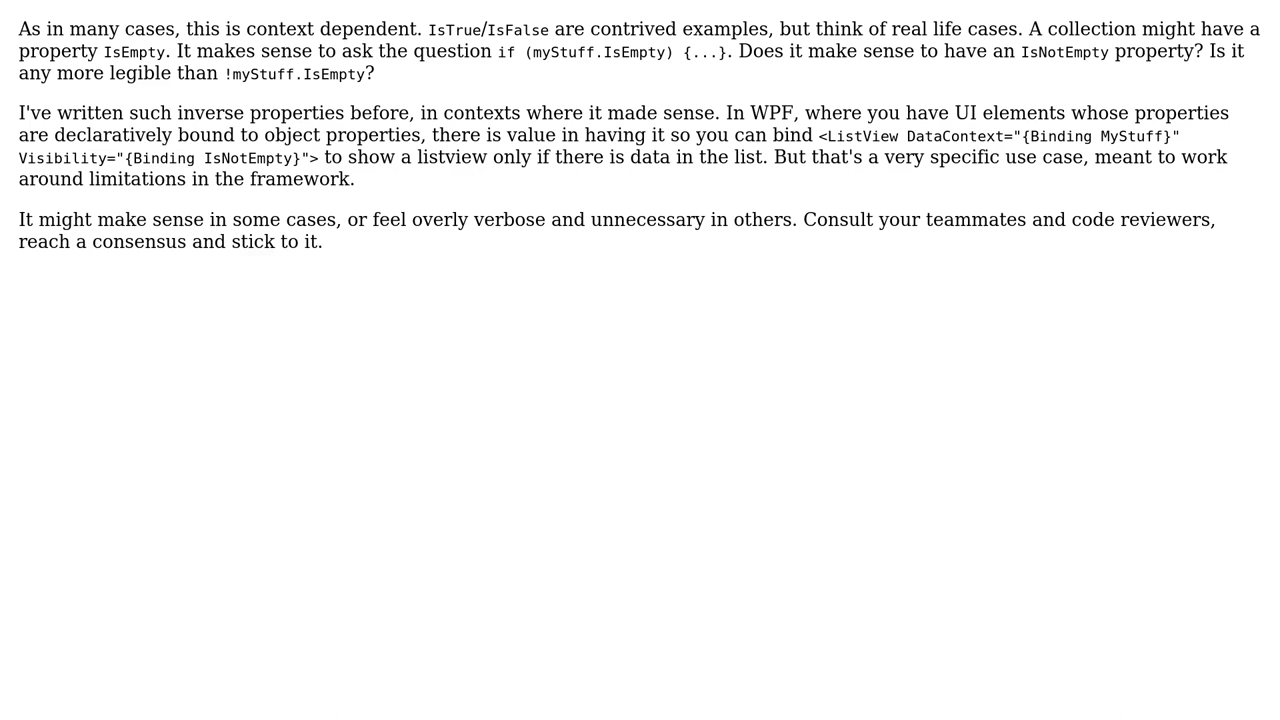 As in many cases, this is context dependent. IsTrue/IsFalse are contrived examples, but think of real life cases. A collection might have a
property IsEmpty. It makes sense to ask the question if (myStuff.IsEmpty) {...}. Does it make sense to have an IsNotEmpty property? Is it
any more legible than !myStuff.IsEmpty?
I've written such inverse properties before, in contexts where it made sense. In WPF, where you have UI elements whose properties
are declaratively bound to object properties, there is value in having it so you can bind <ListView DataContext="{Binding MyStuff}"
Visibility="{Binding IsNotEmpty}"> to show a listview only if there is data in the list. But that's a very specific use case, meant to work
around limitations in the framework.
It might make sense in some cases, or feel overly verbose and unnecessary in others. Consult your teammates and code reviewers,
reach a consensus and stick to it.